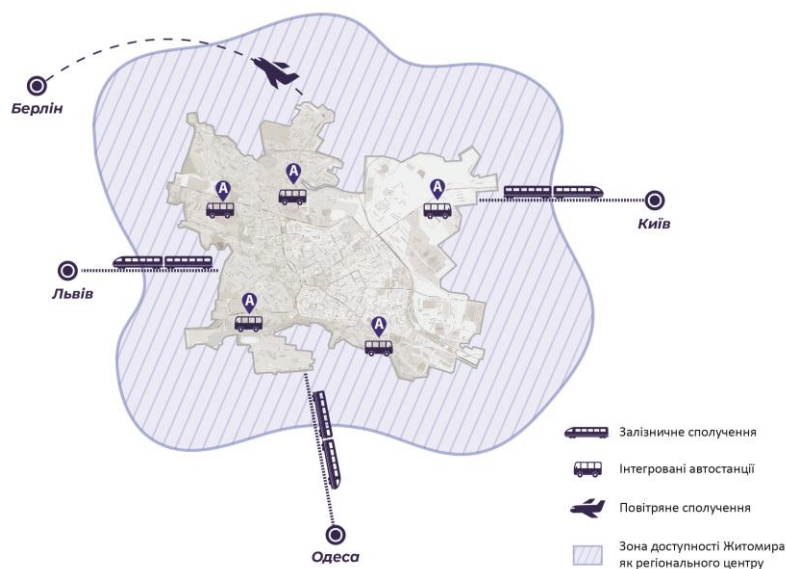 Берлін
A
A
A
Київ
Львів
A
A
Одеса
Залізничне сполучення
Інтегровані автостанції
Повітряне сполучення
Зона доступності Житомира
як регіонального центру